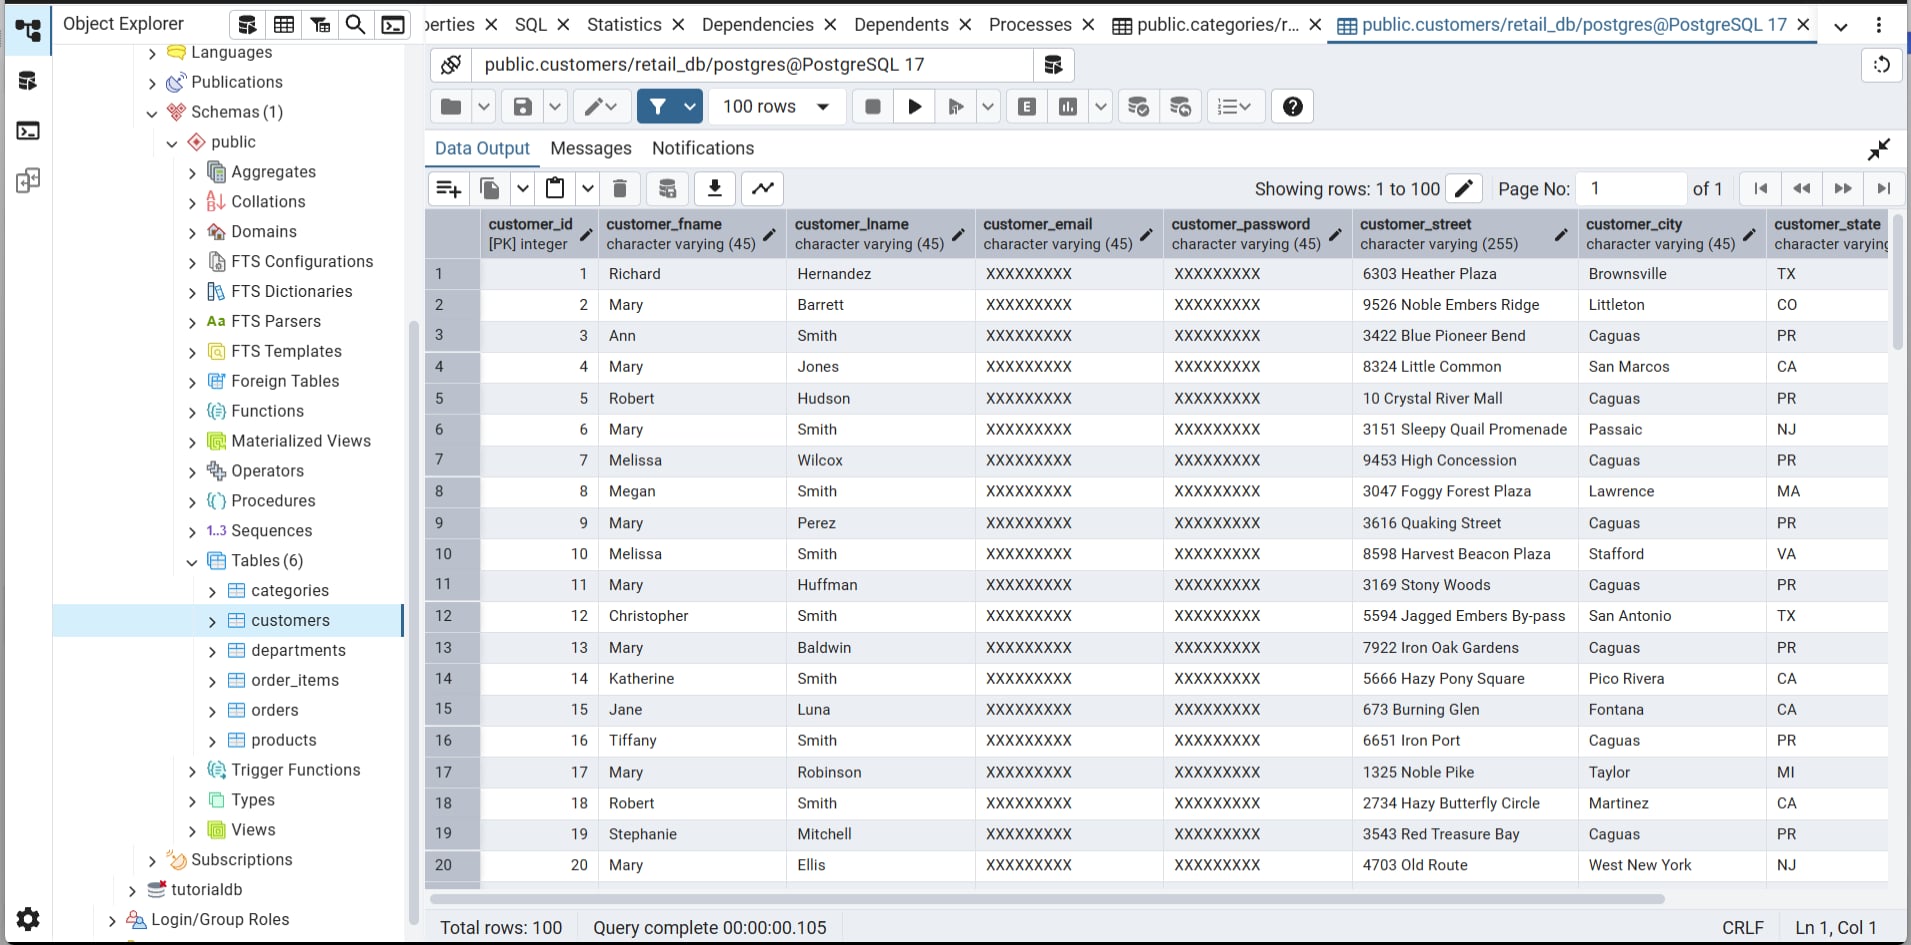 Object Explorer
Languages
Publications
Schemas (1)
public
Aggregates
Collations
Domains
FTS Configurations
FTS Dictionaries
Aa FTS Parsers
FTS Templates
Foreign Tables
Functions
Materialized Views
Operators
Procedures
1..3 Sequences
Tables (6)
categories
customers
departments
order_items
orders
products
Trigger Functions
Types
Views
Subscriptions
tutorialdb
Login/Group Roles
perties SQL Statistics Dependencies Dependents Processes public.categories/r... public.customers/retail_db/postgres@PostgreSQL 17
public.customers/retail_db/postgres@PostgreSQL 17
100 rows E
Data Output Messages Notifications
Showing rows: 1 to 100 Page No: 1 of 1
customer_id customer_fname customer_lname customer_email customer_password customer_street customer_city customer_state
[PK] integer character varying (45) character varying (45) character varying (45) character varying (45) character varying (255) character varying (45) character varying
1 1 Richard Hernandez XXXXXXXXX XXXXXXXXX 6303 Heather Plaza Brownsville TX
2 2 Mary Barrett XXXXXXXXX XXXXXXXXX 9526 Noble Embers Ridge Littleton CO
3 3 Ann Smith XXXXXXXXX XXXXXXXXX 3422 Blue Pioneer Bend Caguas PR
4 4 Mary Jones XXXXXXXXX XXXXXXXXX 8324 Little Common San Marcos CA
5 5 Robert Hudson XXXXXXXXX XXXXXXXXX 10 Crystal River Mall Caguas PR
6 6 Mary Smith XXXXXXXXX XXXXXXXXX 3151 Sleepy Quail Promenade Passaic NJ
7 7 Melissa Wilcox XXXXXXXXX XXXXXXXXX 9453 High Concession Caguas PR
8 8 Megan Smith XXXXXXXXX XXXXXXXXX 3047 Foggy Forest Plaza Lawrence MA
9 9 Mary Perez XXXXXXXXX XXXXXXXXX 3616 Quaking Street Caguas PR
10 10 Melissa Smith XXXXXXXXX XXXXXXXXX 8598 Harvest Beacon Plaza Stafford VA
11 11 Mary Huffman XXXXXXXXX XXXXXXXXX 3169 Stony Woods Caguas PR
12 12 Christopher Smith XXXXXXXXX XXXXXXXXX 5594 Jagged Embers By-pass San Antonio TX
13 13 Mary Baldwin XXXXXXXXX XXXXXXXXX 7922 Iron Oak Gardens Caguas PR
14 14 Katherine Smith XXXXXXXXX XXXXXXXXX 5666 Hazy Pony Square Pico Rivera CA
15 15 Jane Luna XXXXXXXXX XXXXXXXXX 673 Burning Glen Fontana CA
16 16 Tiffany Smith XXXXXXXXX XXXXXXXXX 6651 Iron Port Caguas PR
17 17 Mary Robinson XXXXXXXXX XXXXXXXXX 1325 Noble Pike Taylor MI
18 18 Robert Smith XXXXXXXXX XXXXXXXXX 2734 Hazy Butterfly Circle Martinez CA
19 19 Stephanie Mitchell XXXXXXXXX XXXXXXXXX 3543 Red Treasure Bay Caguas PR
20 20 Mary Ellis XXXXXXXXX XXXXXXXXX 4703 Old Route West New York NJ
Total rows: 100 Query complete 00:00:00.105 CRLF Ln 1, Col 1